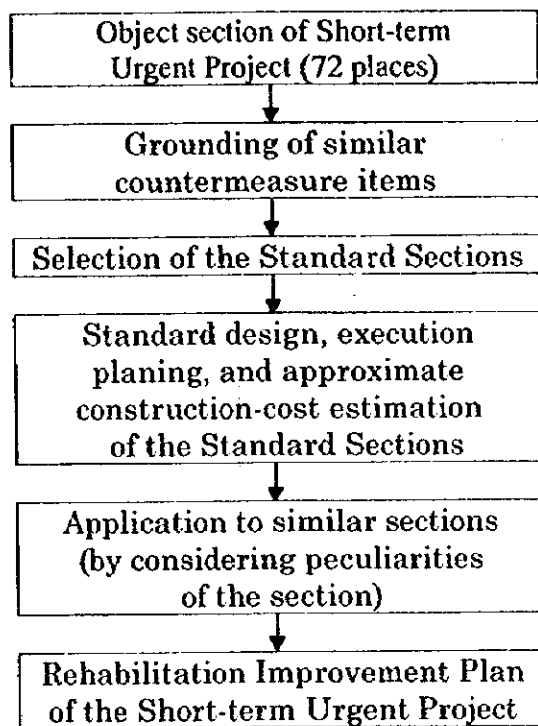 Object section of Short-term
Urgent Project (72 places)
Grounding of similar
countermeasure items
Selection of the Standard Sections
Standard design, execution
planing, and approximate
construction-cost estimation
of the Standard Sections
Application to similar sections
(by considering peculiarities
of the section)
Rehabilitation Improvement Plan
of the Short-term Urgent Project